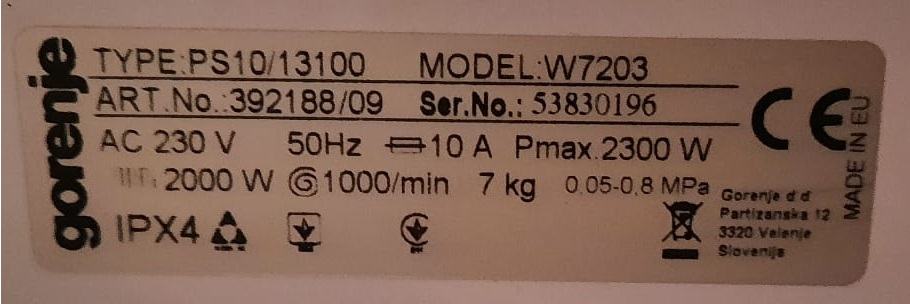 gorenje
TYPE:PS10/13100 MODEL:W7203
ART.No.:392188/09 Ser.No.: 53830196
AC 230 V 50Hz 10 A Pmax.2300 W
2000 W 1000/min 7 kg 0,05-0,8 MPa
IPX4
CE
MADE IN EU
Gorenje d d
Partizanska 12
3320 Velenje
Slovenija